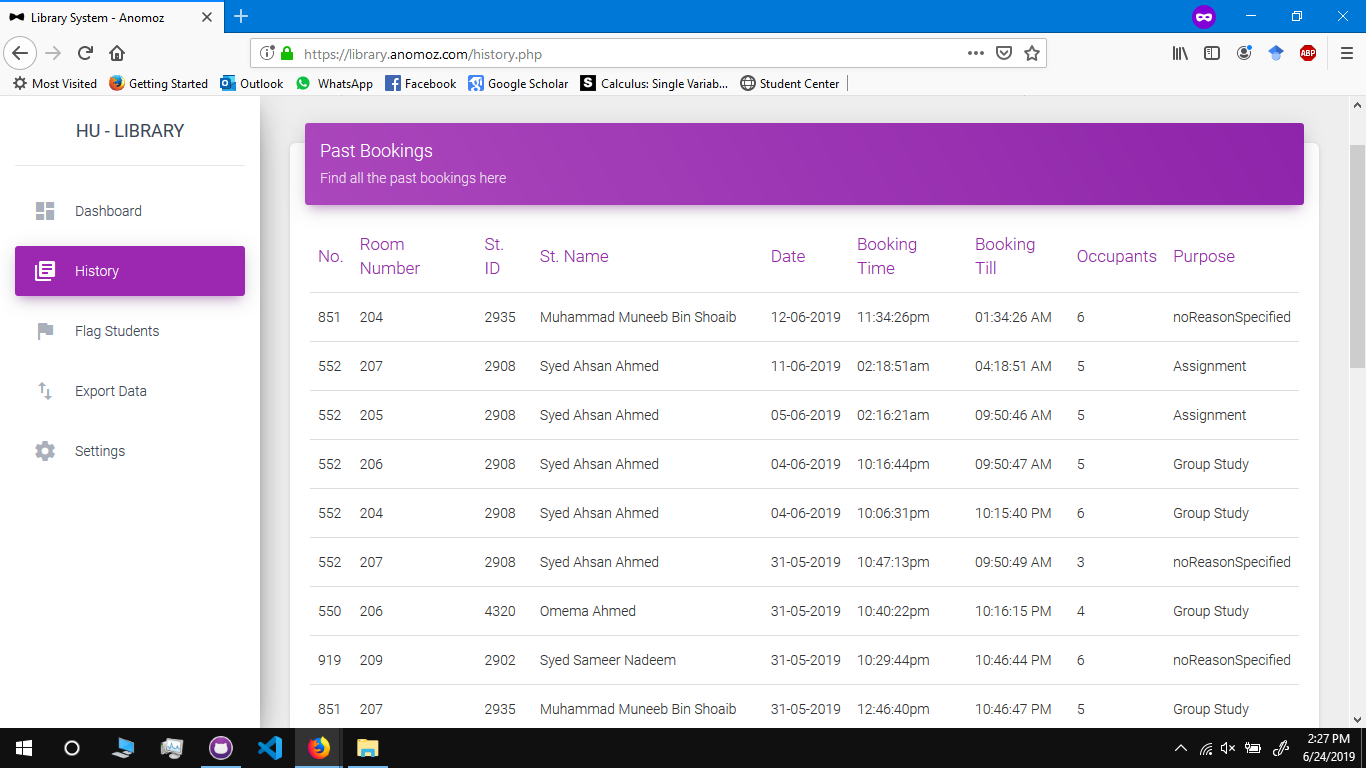 Library System - Anomoz
https://library.anomoz.com/history.php
ABP
Most Visited Getting Started Outlook WhatsApp Facebook Google Scholar Calculus: Single Variab... Student Center
HU - LIBRARY
Dashboard
History
Flag Students
Export Data
Settings
Past Bookings
Find all the past bookings here
No. Room Number St. ID St. Name Date Booking Time Booking Till Occupants Purpose
851 204 2935 Muhammad Muneeb Bin Shoaib 12-06-2019 11:34:26pm 01:34:26 AM 6 noReasonSpecified
552 207 2908 Syed Ahsan Ahmed 11-06-2019 02:18:51am 04:18:51 AM 5 Assignment
552 205 2908 Syed Ahsan Ahmed 05-06-2019 02:16:21am 09:50:46 AM 5 Assignment
552 206 2908 Syed Ahsan Ahmed 04-06-2019 10:16:44pm 09:50:47 AM 5 Group Study
552 204 2908 Syed Ahsan Ahmed 04-06-2019 10:06:31pm 10:15:40 PM 6 Group Study
552 207 2908 Syed Ahsan Ahmed 31-05-2019 10:47:13pm 09:50:49 AM 3 noReasonSpecified
550 206 4320 Omema Ahmed 31-05-2019 10:40:22pm 10:16:15 PM 4 Group Study
919 209 2902 Syed Sameer Nadeem 31-05-2019 10:29:44pm 10:46:44 PM 6 noReasonSpecified
851 207 2935 Muhammad Muneeb Bin Shoaib 31-05-2019 12:46:40pm 10:46:47 PM 5 Group Study
2:27 PM
6/24/2019